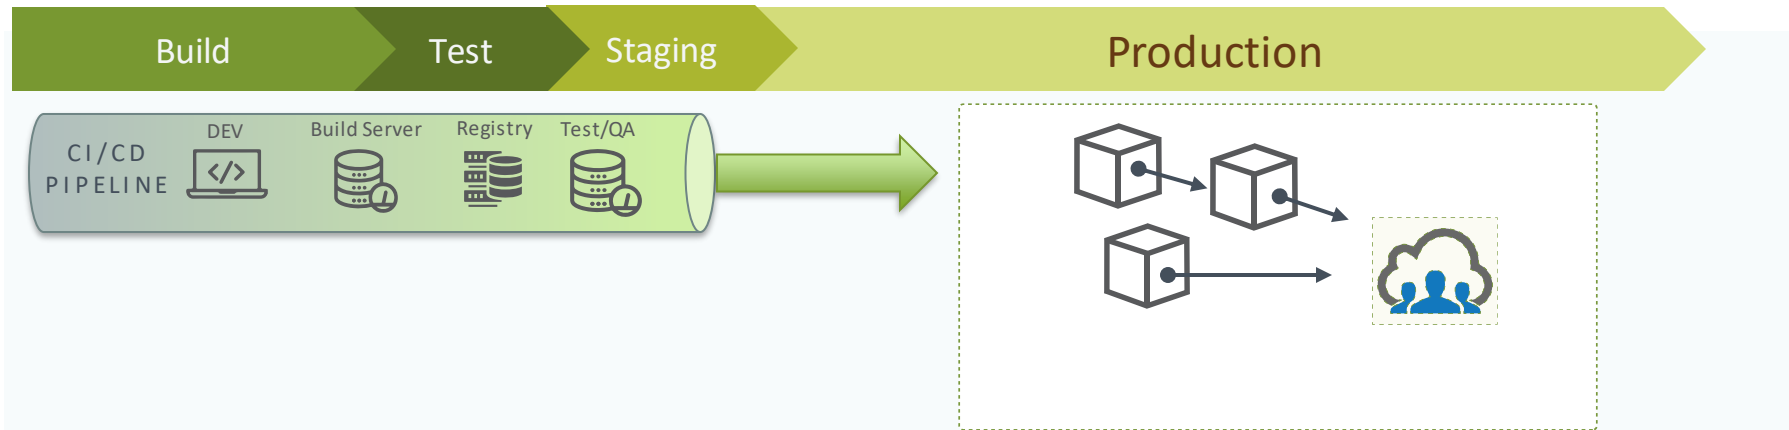 Build
Test
Staging
Production
CI/CD
PIPELINE
DEV
Build Server
Registry
Test/QA